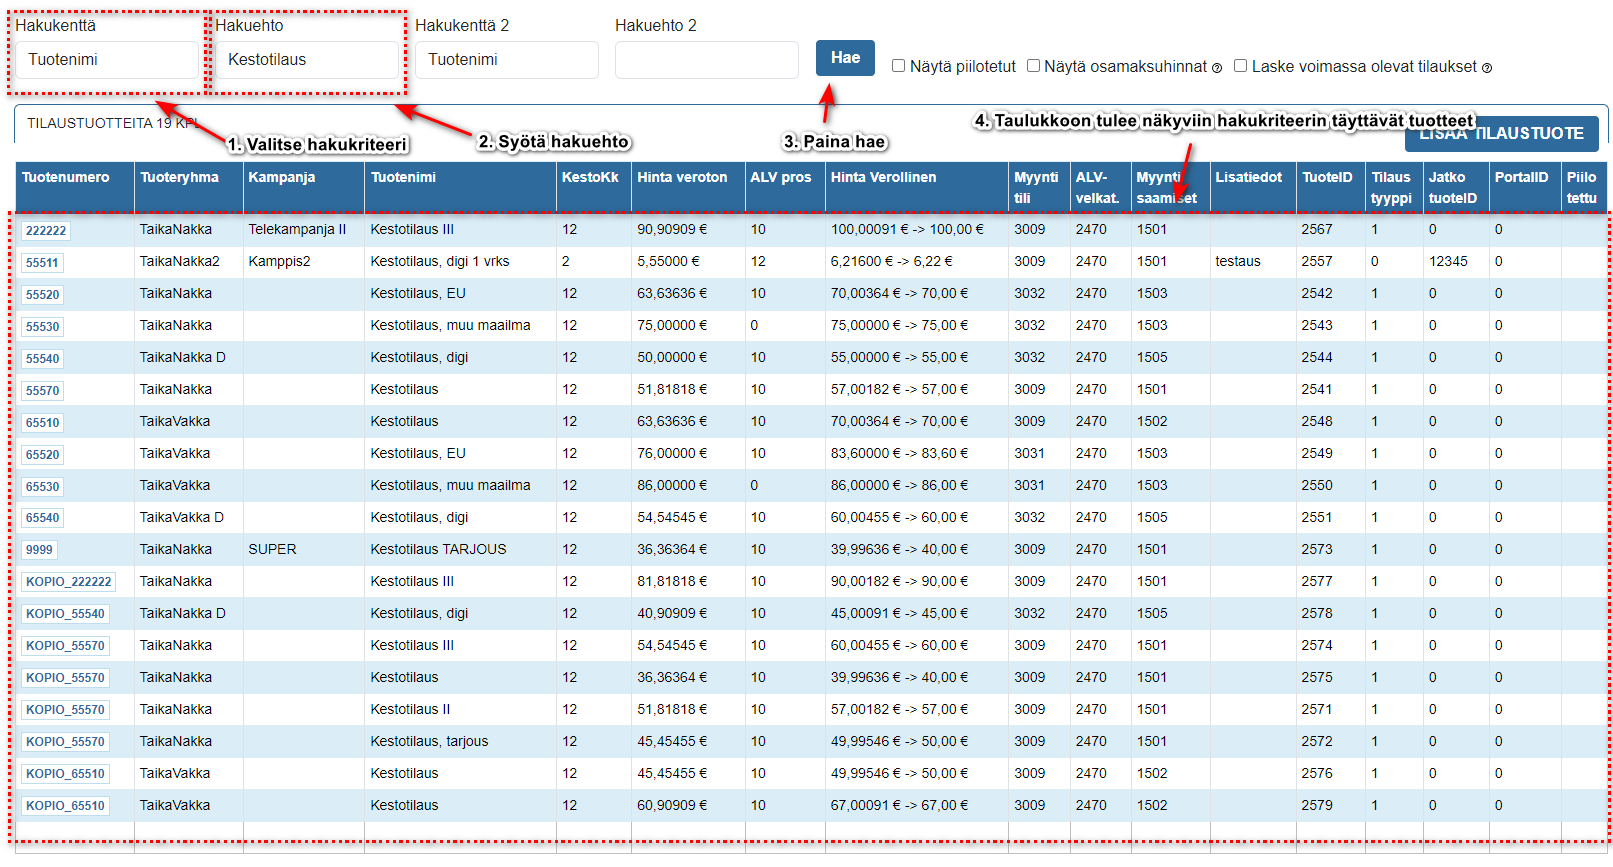 Hakukenttä Hakuehto Hakukenttä 2 Hakuehto 2
Tuotenimi Kestotilaus Tuotenimi Hae Näytä piilotetut Näytä osamaksuhinnat Laske voimassa olevat tilaukset
TILAUSTUOTTEITA 19 KPL
1. Valitse hakukriteeri
2. Syötä hakuehto
3. Paina hae
4. Taulukkoon tulee näkyviin hakukriteerin täyttävät tuotteet
LISÄÄ TILAUSTUOTE
Tuotenumero Tuoteryhma Kampanja Tuotenimi KestoKk Hinta veroton ALV pros Hinta Verollinen Myynti tili ALV-velkat. Myynti saamiset Lisatiedot TuoteID Tilaus tyyppi Jatko tuoteID PortalID Piilo tettu
222222 TaikaNakka Telekampanja II Kestotilaus III 12 90,90909 € 10 100,00091 € -> 100,00 € 3009 2470 1501 2567 1 0 0
55511 TaikaNakka2 Kamppis2 Kestotilaus, digi 1 vrks 2 5,55000 € 12 6,21600 € -> 6,22 € 3009 2470 1501 testaus 2557 0 12345 0
55520 TaikaNakka Kestotilaus, EU 12 63,63636 € 10 70,00364 € -> 70,00 € 3032 2470 1503 2542 1 0 0
55530 TaikaNakka Kestotilaus, muu maailma 12 75,00000 € 0 75,00000 € -> 75,00 € 3032 2470 1503 2543 1 0 0
55540 TaikaNakka D Kestotilaus, digi 12 50,00000 € 10 55,00000 € -> 55,00 € 3032 2470 1505 2544 1 0 0
55570 TaikaNakka Kestotilaus 12 51,81818 € 10 57,00182 € -> 57,00 € 3009 2470 1501 2541 1 0 0
65510 TaikaVakka Kestotilaus 12 63,63636 € 10 70,00364 € -> 70,00 € 3009 2470 1502 2548 1 0 0
65520 TaikaVakka Kestotilaus, EU 12 76,00000 € 10 83,60000 € -> 83,60 € 3031 2470 1503 2549 1 0 0
65530 TaikaVakka Kestotilaus, muu maailma 12 86,00000 € 0 86,00000 € -> 86,00 € 3031 2470 1503 2550 1 0 0
65540 TaikaVakka D Kestotilaus, digi 12 54,54545 € 10 60,00455 € -> 60,00 € 3032 2470 1505 2551 1 0 0
9999 TaikaNakka SUPER Kestotilaus TARJOUS 12 36,36364 € 10 39,99636 € -> 40,00 € 3009 2470 1501 2573 1 0 0
KOPIO_222222 TaikaNakka Kestotilaus III 12 81,81818 € 10 90,00182 € -> 90,00 € 3009 2470 1501 2577 1 0 0
KOPIO_55540 TaikaNakka D Kestotilaus, digi 12 40,90909 € 10 45,00091 € -> 45,00 € 3032 2470 1505 2578 1 0 0
KOPIO_55570 TaikaNakka Kestotilaus III 12 54,54545 € 10 60,00455 € -> 60,00 € 3009 2470 1501 2574 1 0 0
KOPIO_55570 TaikaNakka Kestotilaus 12 36,36364 € 10 39,99636 € -> 40,00 € 3009 2470 1501 2575 1 0 0
KOPIO_55570 TaikaNakka Kestotilaus II 12 51,81818 € 10 57,00182 € -> 57,00 € 3009 2470 1501 2571 1 0 0
KOPIO_55570 TaikaNakka Kestotilaus, tarjous 12 45,45455 € 10 49,99546 € -> 50,00 € 3009 2470 1501 2572 1 0 0
KOPIO_65510 TaikaVakka Kestotilaus 12 45,45455 € 10 49,99546 € -> 50,00 € 3009 2470 1502 2576 1 0 0
KOPIO_65510 TaikaVakka Kestotilaus 12 60,90909 € 10 67,00091 € -> 67,00 € 3009 2470 1502 2579 1 0 0